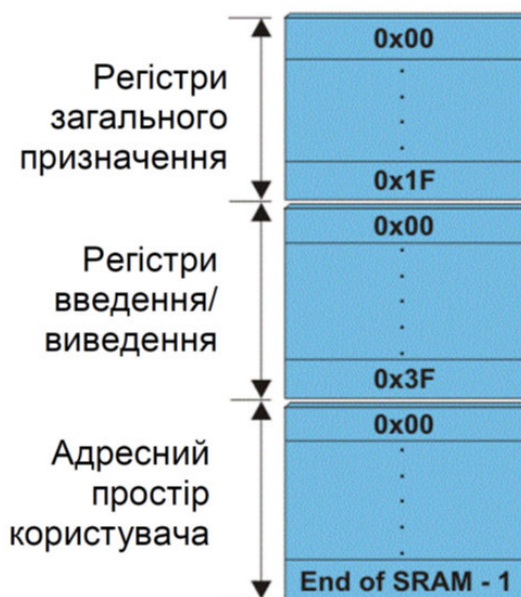 Регістри
загального
призначення
0x00
0x1F
Регістри
введення/
виведення
0x00
0x3F
Адресний
простір
користувача
0x00
End of SRAM - 1